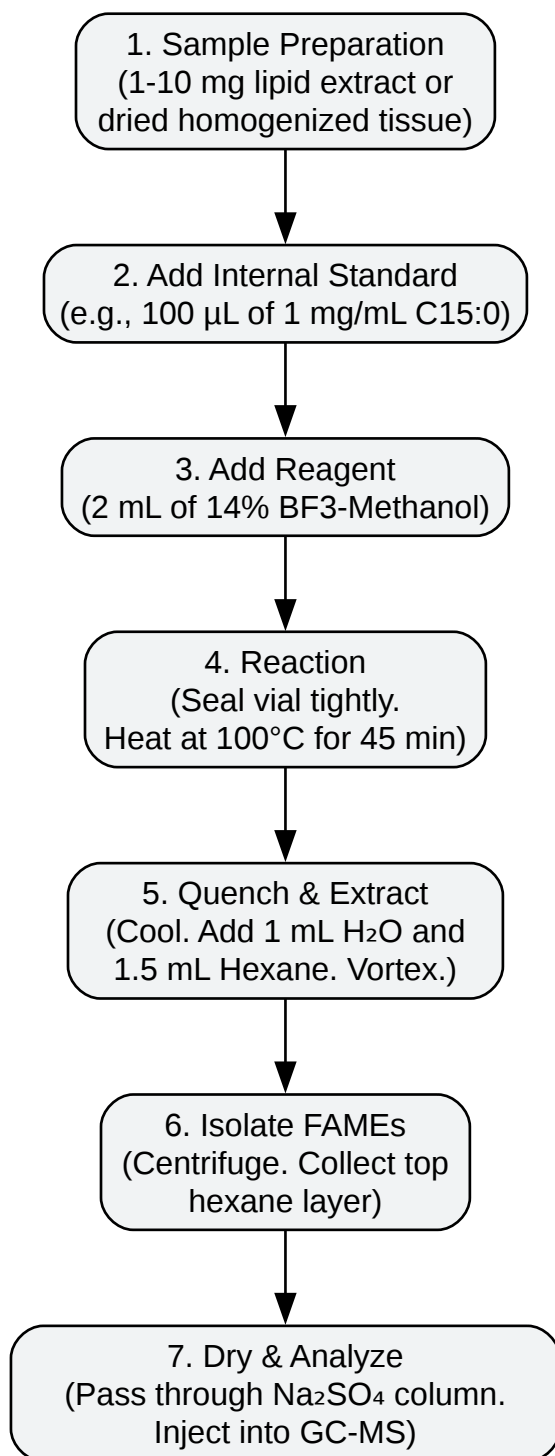 1. Sample Preparation
(1-10 mg lipid extract or
dried homogenized tissue)
2. Add Internal Standard
(e.g., 100 µL of 1 mg/mL C15:0)
3. Add Reagent
(2 mL of 14% BF3-Methanol)
4. Reaction
(Seal vial tightly.
Heat at 100°C for 45 min)
5. Quench & Extract
(Cool. Add 1 mL H₂O and
1.5 mL Hexane. Vortex.)
6. Isolate FAMEs
(Centrifuge. Collect top
hexane layer)
7. Dry & Analyze
(Pass through Na₂SO₄ column.
Inject into GC-MS)